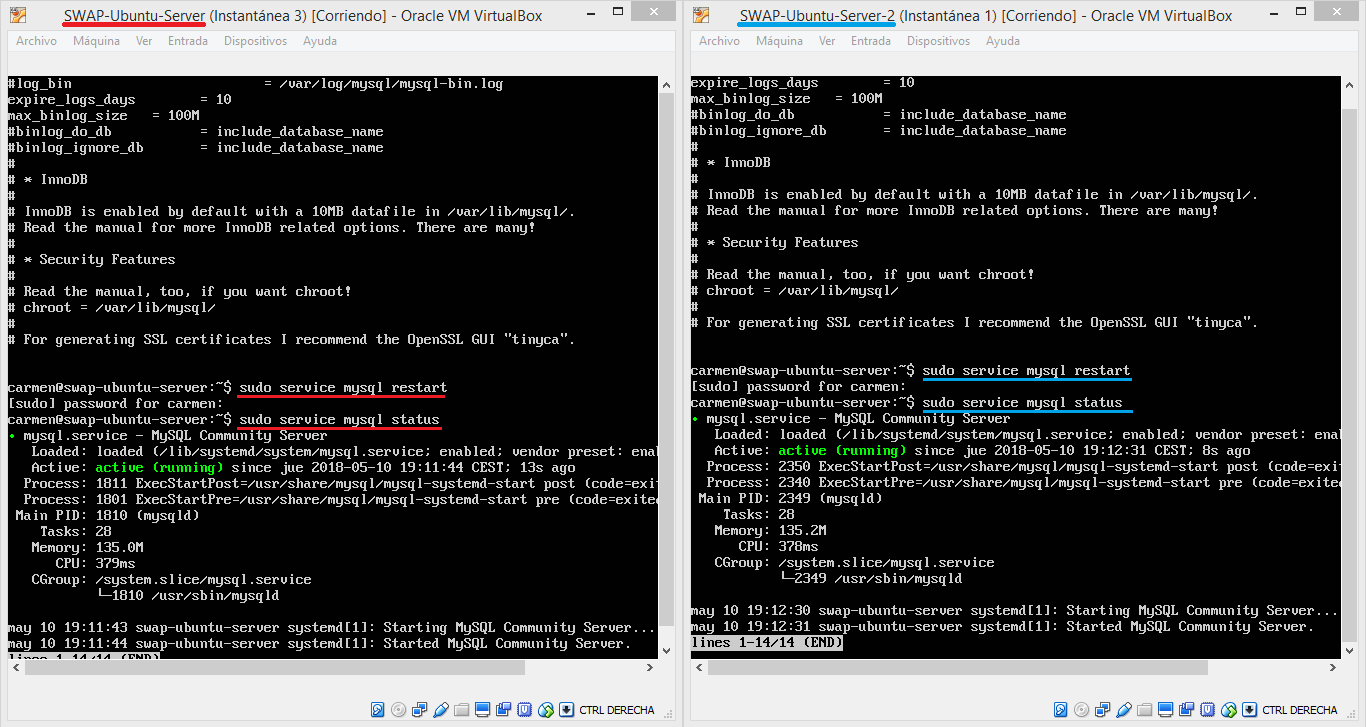 SWAP-Ubuntu-Server (Instantánea 3) [Corriendo] - Oracle VM VirtualBox
Archivo Máquina Ver Entrada Dispositivos Ayuda
#log_bin = /var/log/mysql/mysql-bin.log
expire_logs_days = 10
max_binlog_size = 100M
#binlog_do_db = include_database_name
#binlog_ignore_db = include_database_name
#
# * InnoDB
#
# InnoDB is enabled by default with a 10MB datafile in /var/lib/mysql/.
# Read the manual for more InnoDB related options. There are many!
#
# * Security Features
#
# Read the manual, too, if you want chroot!
# chroot = /var/lib/mysql/
#
# For generating SSL certificates I recommend the OpenSSL GUI "tinyca".
carmen@swap-ubuntu-server:~$ sudo service mysql restart
[sudo] password for carmen:
carmen@swap-ubuntu-server:~$ sudo service mysql status
• mysql.service - MySQL Community Server
Loaded: loaded (/lib/systemd/system/mysql.service; enabled; vendor preset: enab
Active: active (running) since jue 2018-05-10 19:11:44 CEST; 13s ago
Process: 1811 ExecStartPost=/usr/share/mysql/mysql-systemd-start post (code=exit
Process: 1801 ExecStartPre=/usr/share/mysql/mysql-systemd-start pre (code=exited
Main PID: 1810 (mysqld)
Tasks: 28
Memory: 135.0M
CPU: 379ms
CGroup: /system.slice/mysql.service
└─1810 /usr/sbin/mysqld
may 10 19:11:43 swap-ubuntu-server systemd[1]: Starting MySQL Community Server...
may 10 19:11:44 swap-ubuntu-server systemd[1]: Started MySQL Community Server.
lines 1-14/14 (END)
CTRL DERECHA
SWAP-Ubuntu-Server-2 (Instantánea 1) [Corriendo] - Oracle VM VirtualBox
Archivo Máquina Ver Entrada Dispositivos Ayuda
expire_logs_days = 10
max_binlog_size = 100M
#binlog_do_db = include_database_name
#binlog_ignore_db = include_database_name
#
# * InnoDB
#
# InnoDB is enabled by default with a 10MB datafile in /var/lib/mysql/.
# Read the manual for more InnoDB related options. There are many!
#
# * Security Features
#
# Read the manual, too, if you want chroot!
# chroot = /var/lib/mysql/
#
# For generating SSL certificates I recommend the OpenSSL GUI "tinyca".
carmen@swap-ubuntu-server:~$ sudo service mysql restart
[sudo] password for carmen:
carmen@swap-ubuntu-server:~$ sudo service mysql status
• mysql.service - MySQL Community Server
Loaded: loaded (/lib/systemd/system/mysql.service; enabled; vendor preset: enab
Active: active (running) since jue 2018-05-10 19:12:31 CEST; 8s ago
Process: 2350 ExecStartPost=/usr/share/mysql/mysql-systemd-start post (code=exit
Process: 2340 ExecStartPre=/usr/share/mysql/mysql-systemd-start pre (code=exited
Main PID: 2349 (mysqld)
Tasks: 28
Memory: 135.2M
CPU: 378ms
CGroup: /system.slice/mysql.service
└─2349 /usr/sbin/mysqld
may 10 19:12:30 swap-ubuntu-server systemd[1]: Starting MySQL Community Server...
may 10 19:12:31 swap-ubuntu-server systemd[1]: Started MySQL Community Server.
lines 1-14/14 (END)
CTRL DERECHA